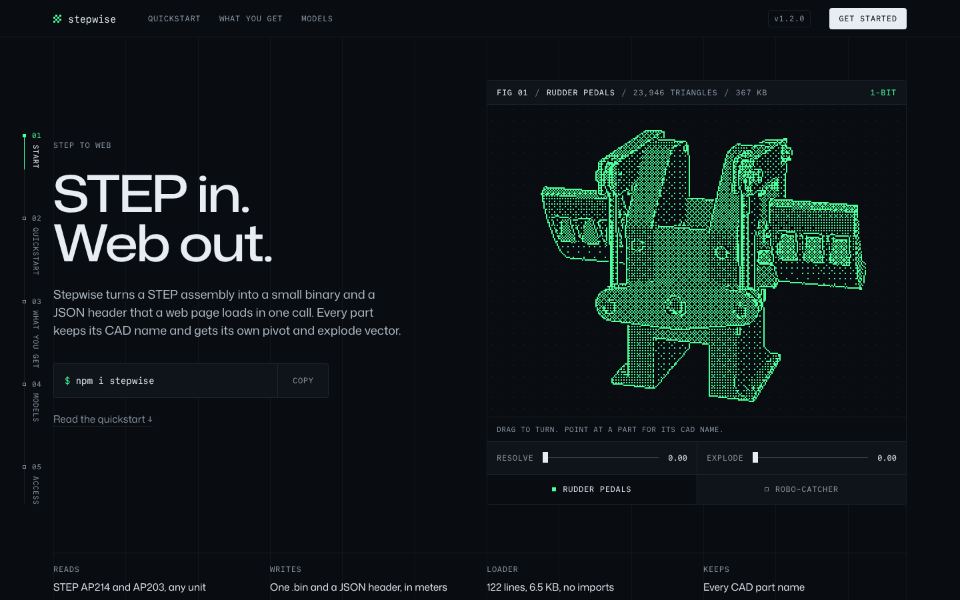 stepwise
QUICKSTART
WHAT YOU GET
MODELS
v1.2.0
GET STARTED
FIG 01 / RUDDER PEDALS / 23,946 TRIANGLES / 367 KB
1-BIT
01
START
02
QUICKSTART
03
WHAT YOU GET
04
MODELS
05
ACCESS
STEP TO WEB
STEP in.
Web out.
Stepwise turns a STEP assembly into a small binary and a
JSON header that a web page loads in one call. Every part
keeps its CAD name and gets its own pivot and explode vector.
$ npm i stepwise
COPY
Read the quickstart ↓
DRAG TO TURN. POINT AT A PART FOR ITS CAD NAME.
RESOLVE
0.00
EXPLODE
0.00
RUDDER PEDALS
ROBO-CATCHER
READS
STEP AP214 and AP203, any unit
WRITES
One .bin and a JSON header, in meters
LOADER
122 lines, 6.5 KB, no imports
KEEPS
Every CAD part name